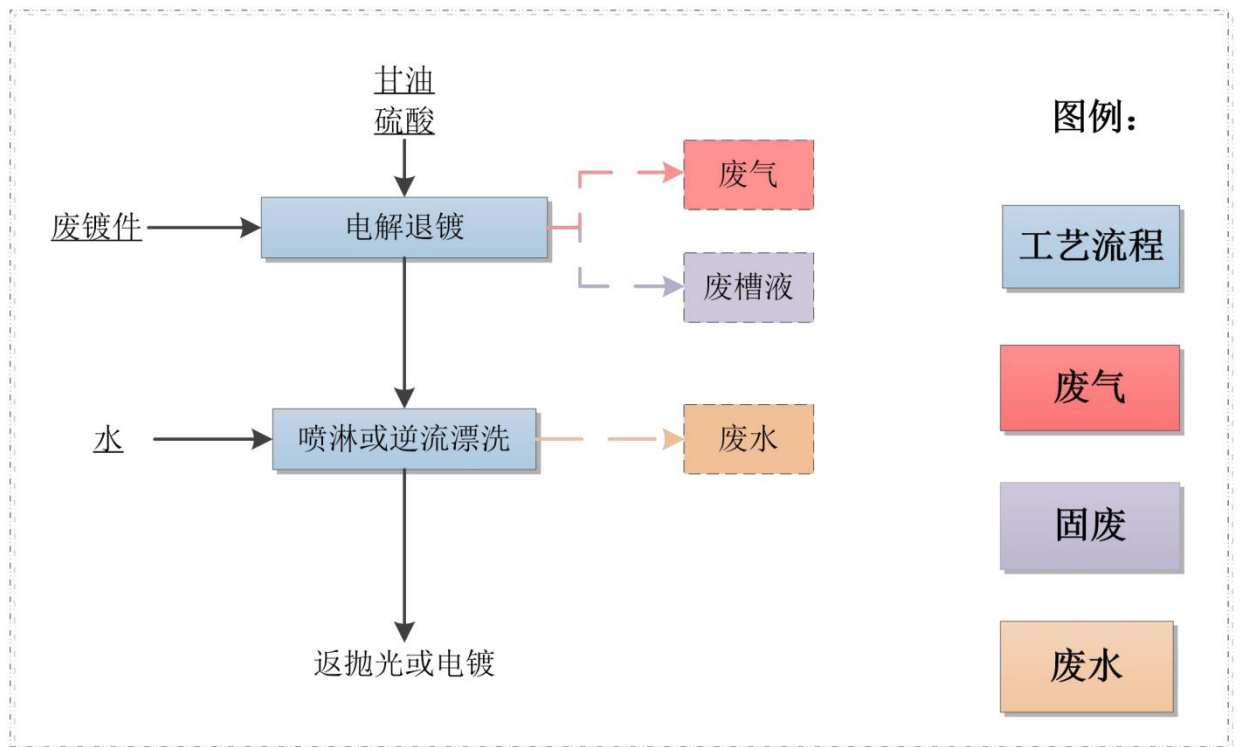 甘油
硫酸
图例：
废气
废镀件
电解退镀
工艺流程
废槽液
废气
水
喷淋或逆流漂洗
废水
固废
返抛光或电镀
废水